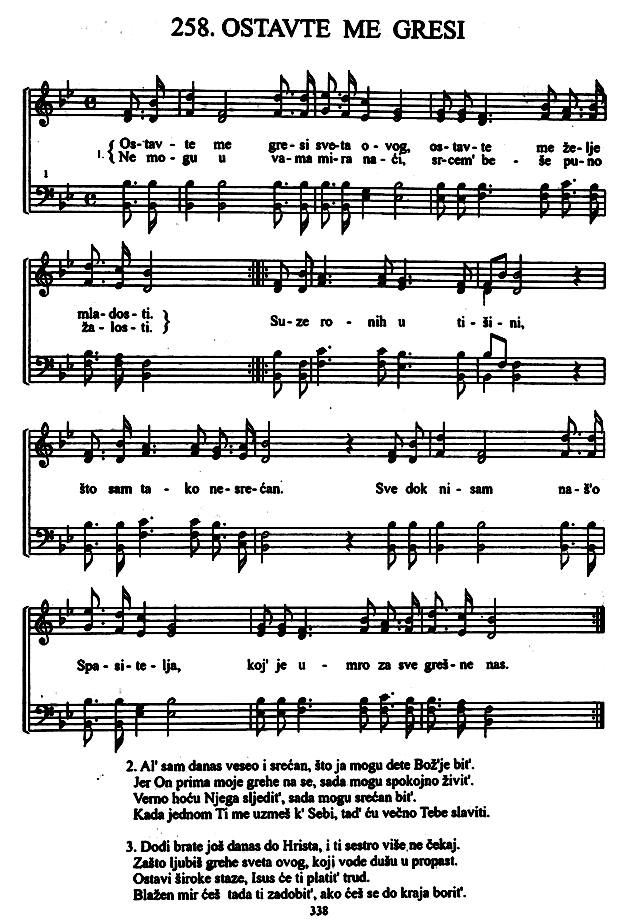 258. OSTAVTE ME GRESI
1. { Os-tav-te me gre-si sve-ta o-vog, os-tav-te me že-lje
{ Ne mo-gu u va-ma mi-ra na-ći, sr-cem' be-še pu-no
1
mla-dos-ti. }
ža-los-ti. }
Su-ze ro-nih u ti-ši-ni,
što sam ta-ko ne-sre-ćan. Sve dok ni-sam na-š'o
Spa-si-te-lja, koj' je u-mro za sve greš-ne nas.
2. Al' sam danas veseo i srećan, što ja mogu dete Bož'je bit'.
Jer On prima moje grehe na se, sada mogu spokojno živit'.
Verno hoću Njega sljedit', sada mogu srećan bit'.
Kada jednom Ti me uzmeš k' Sebi, tad' ću večno Tebe slaviti.
3. Dođi brate još danas do Hrista, i ti sestro više ne čekaj.
Zašto ljubiš grehe sveta ovog, koji vode dušu u propast.
Ostavi široke staze, Isus će ti platit' trud.
Blažen mir ćeš tada ti zadobit', ako ćeš se do kraja borit'.
338